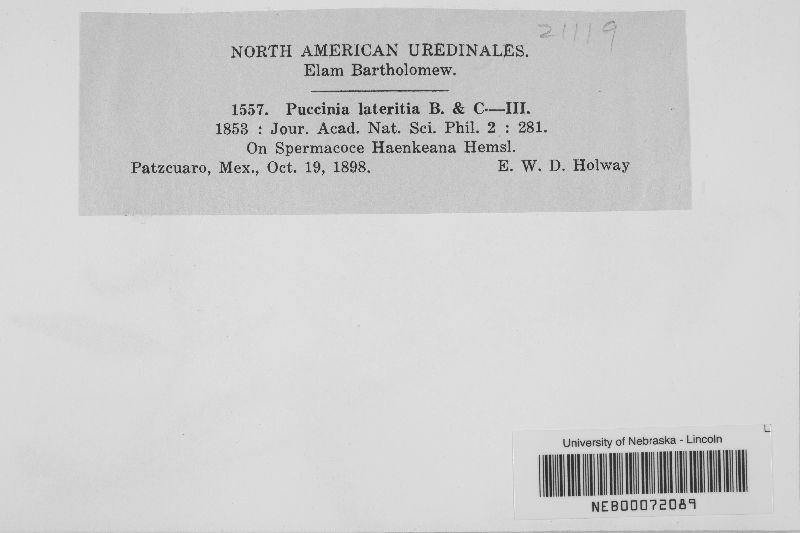 21119
NORTH AMERICAN UREDINALES.
Elam Bartholomew.
1557. Puccinia lateritia B. & C—III.
1853 : Jour. Acad. Nat. Sci. Phil. 2 : 281.
On Spermacoce Haenkeana Hemsl.
Patzcuaro, Mex., Oct. 19, 1898. E. W. D. Holway
University of Nebraska - Lincoln
NEB00072089